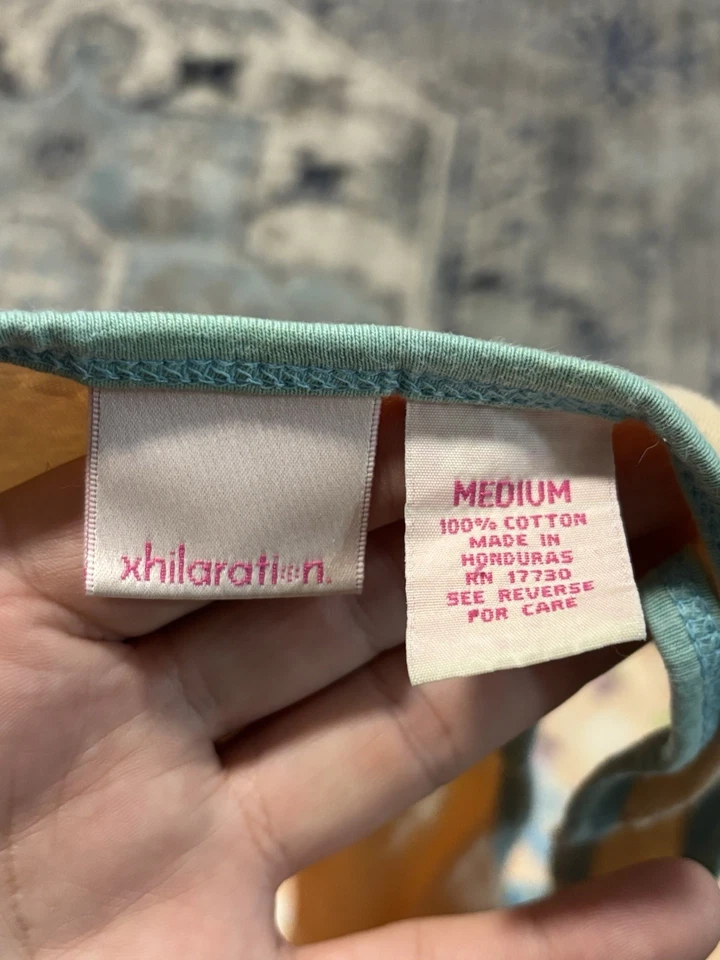 xhilaration.
MEDIUM
100% COTTON
MADE IN
HONDURAS
RN 17730
SEE REVERSE
FOR CARE